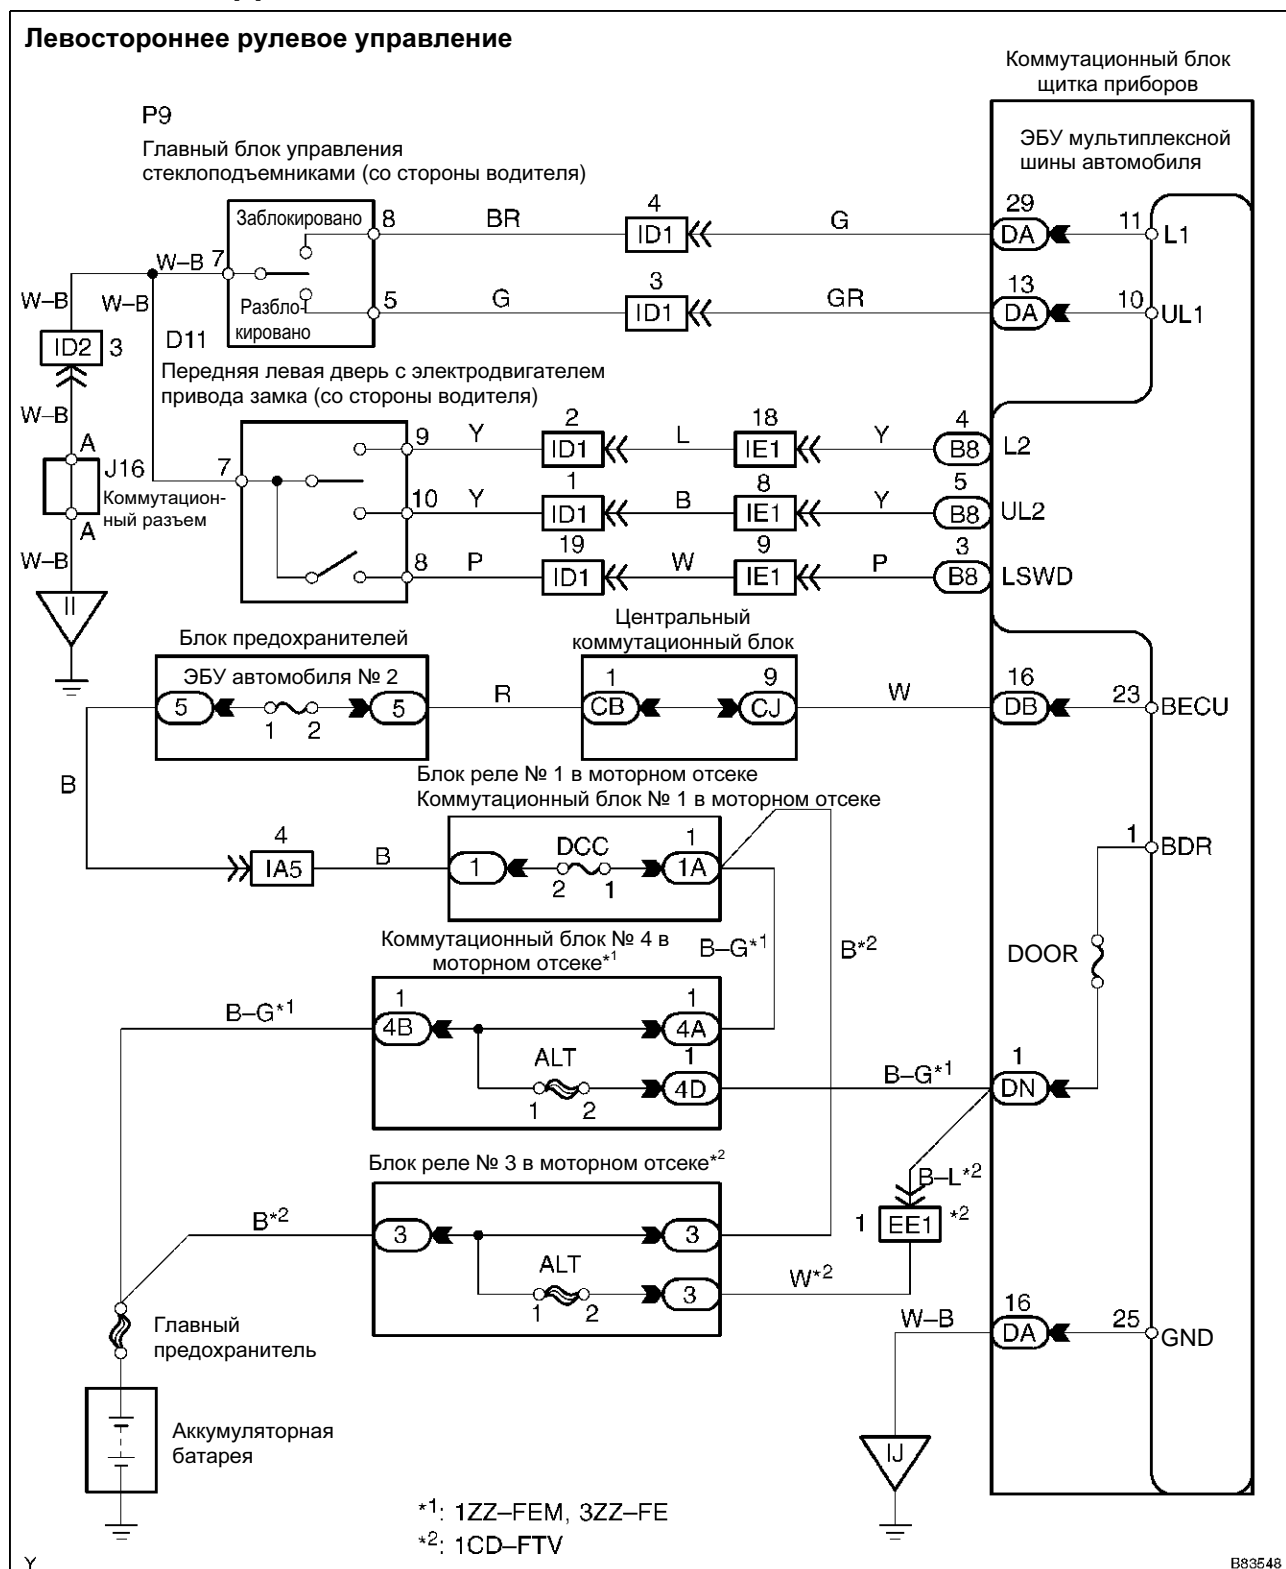 Левостороннее рулевое управление
Коммутационный блок
щитка приборов
P9
Главный блок управления
стеклоподъемниками (со стороны водителя)
ЭБУ мультиплексной
шины автомобиля
Заблокировано
8
BR
4
ID1
G
29
DA
11
L1
W–B
7
W–B
W–B
Разбло-
кировано
5
G
3
ID1
GR
13
DA
10
UL1
ID2
3
D11
Передняя левая дверь с электродвигателем
привода замка (со стороны водителя)
W–B
A
J16
Коммутацион-
ный разъем
A
W–B
II
7
9
Y
2
ID1
L
18
IE1
Y
4
B8
L2
10
Y
1
ID1
B
8
IE1
Y
5
B8
UL2
8
P
19
ID1
W
9
IE1
P
3
B8
LSWD
Блок предохранителей
Центральный
коммутационный блок
ЭБУ автомобиля № 2
5
1
2
5
R
1
CB
9
CJ
W
16
DB
23
BECU
B
Блок реле № 1 в моторном отсеке
Коммутационный блок № 1 в моторном отсеке
4
IA5
B
1
DCC
2
1
1
1A
1
BDR
Коммутационный блок № 4 в
моторном отсеке*1
B–G*1
B*2
DOOR
B–G*1
1
4B
1
4A
ALT
1
2
1
4D
B–G*1
1
DN
Блок реле № 3 в моторном отсеке*2
B–L*2
B*2
3
3
1
EE1
*2
ALT
1
2
3
W*2
W–B
16
DA
25
GND
Главный
предохранитель
Аккумуляторная
батарея
IJ
*1: 1ZZ–FEM, 3ZZ–FE
*2: 1CD–FTV
Y
B83548